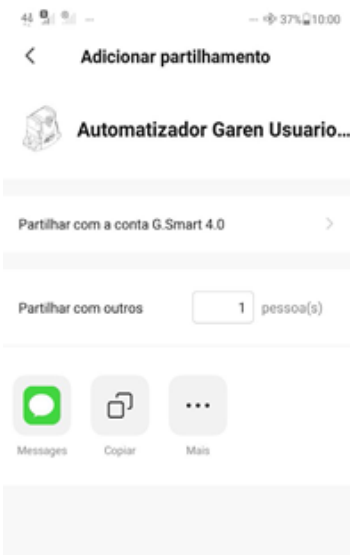 37% 10:00
Adicionar partilhamento
Automatizador Garen Usuario...
Partilhar com a conta G.Smart 4.0
Partilhar com outros 1 pessoa(s)
Messages Copiar Mais